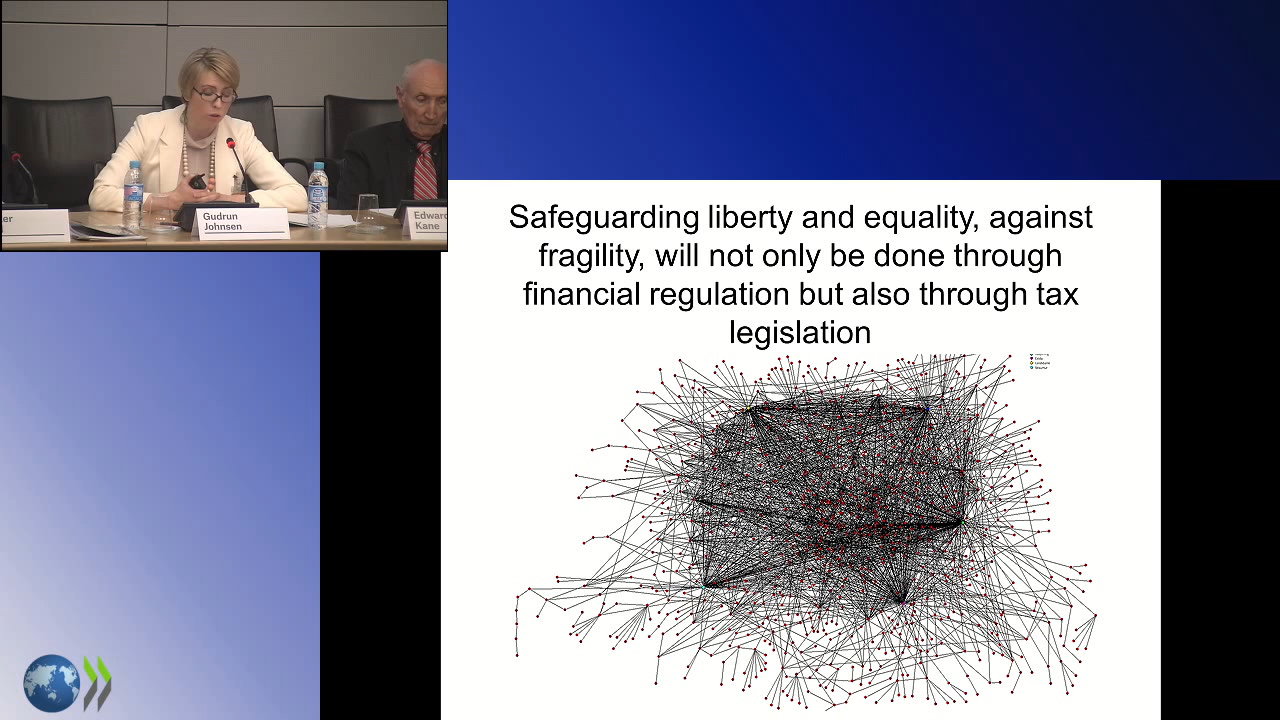 er
Gudrun
Johnsen
Edward
Kane
Safeguarding liberty and equality, against
fragility, will not only be done through
financial regulation but also through tax
legislation